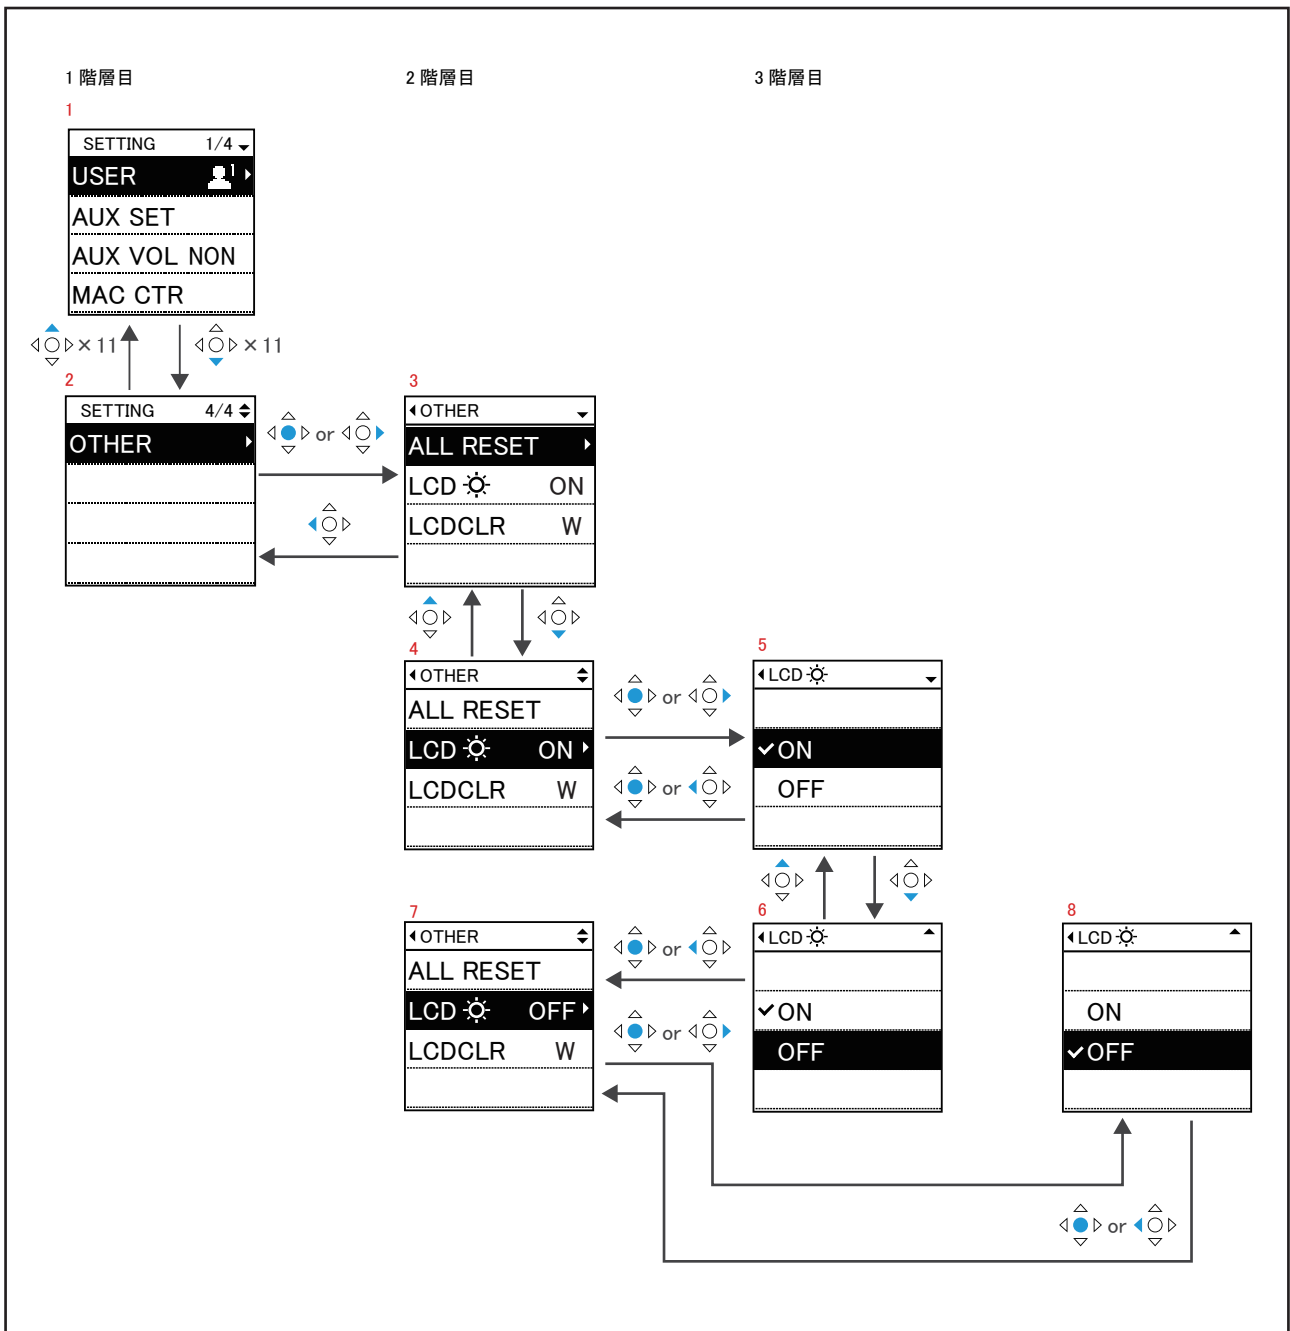 1 階層目
2 階層目
3 階層目
1
SETTING 1/4
USER 1
AUX SET
AUX VOL NON
MAC CTR
×11
×11
2
SETTING 4/4
OTHER
or
3
OTHER
ALL RESET
LCD ON
LCDCLR W
4
OTHER
ALL RESET
LCD ON
LCDCLR W
or
or
5
LCD
ON
OFF
6
LCD
ON
OFF
7
OTHER
ALL RESET
LCD OFF
LCDCLR W
or
or
8
LCD
ON
OFF
or